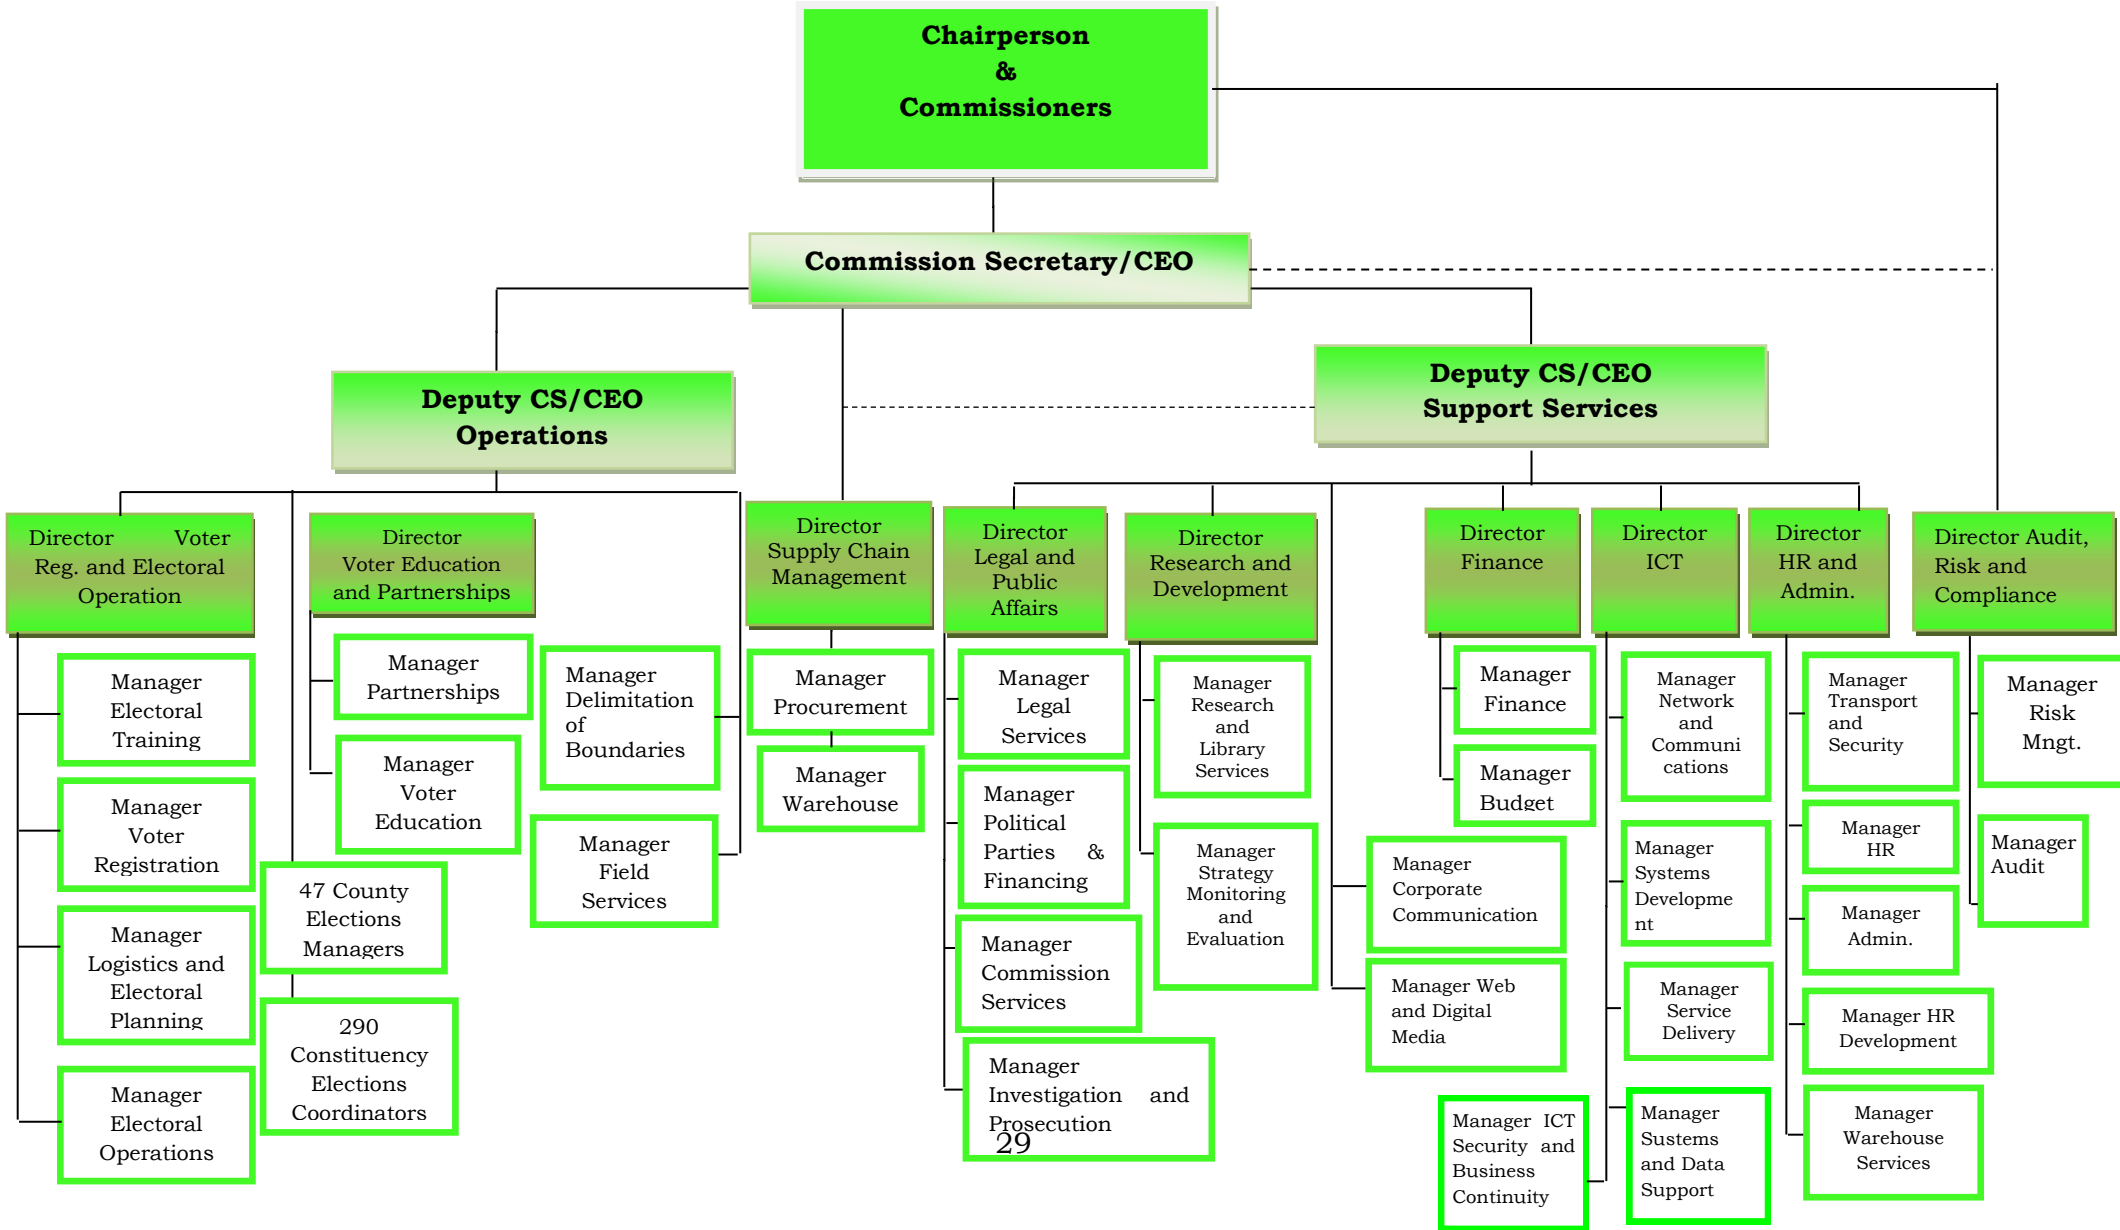 Chairperson
&
Commissioners
Commission Secretary/CEO
Deputy CS/CEO
Operations
Deputy CS/CEO
Support Services
Director Voter
Reg. and Electoral
Operation
Director
Voter Education
and Partnerships
Director
Supply Chain
Management
Director
Legal and
Public
Affairs
Director
Research and
Development
Director
Finance
Director
ICT
Director
HR and
Admin.
Director Audit,
Risk and
Compliance
Manager
Electoral
Training
Manager
Voter
Registration
Manager
Logistics and
Electoral
Planning
Manager
Electoral
Operations
47 County
Elections
Managers
290
Constituency
Elections
Coordinators
Manager
Partnerships
Manager
Voter
Education
Manager
Delimitation
of
Boundaries
Manager
Field
Services
Manager
Procurement
Manager
Warehouse
Manager
Legal
Services
Manager
Political
Parties &
Financing
Manager
Commission
Services
Manager
Investigation and
Prosecution
Manager
Research
and
Library
Services
Manager
Strategy
Monitoring
and
Evaluation
Manager
Corporate
Communication
Manager Web
and Digital
Media
Manager
Finance
Manager
Budget
Manager
Network
and
Communi
cations
Manager
Systems
Developme
nt
Manager
Service
Delivery
Manager
Sustems
and Data
Support
Manager ICT
Security and
Business
Continuity
Manager
Transport
and
Security
Manager
HR
Manager
Admin.
Manager HR
Development
Manager
Warehouse
Services
Manager
Risk
Mngt.
Manager
Audit
29